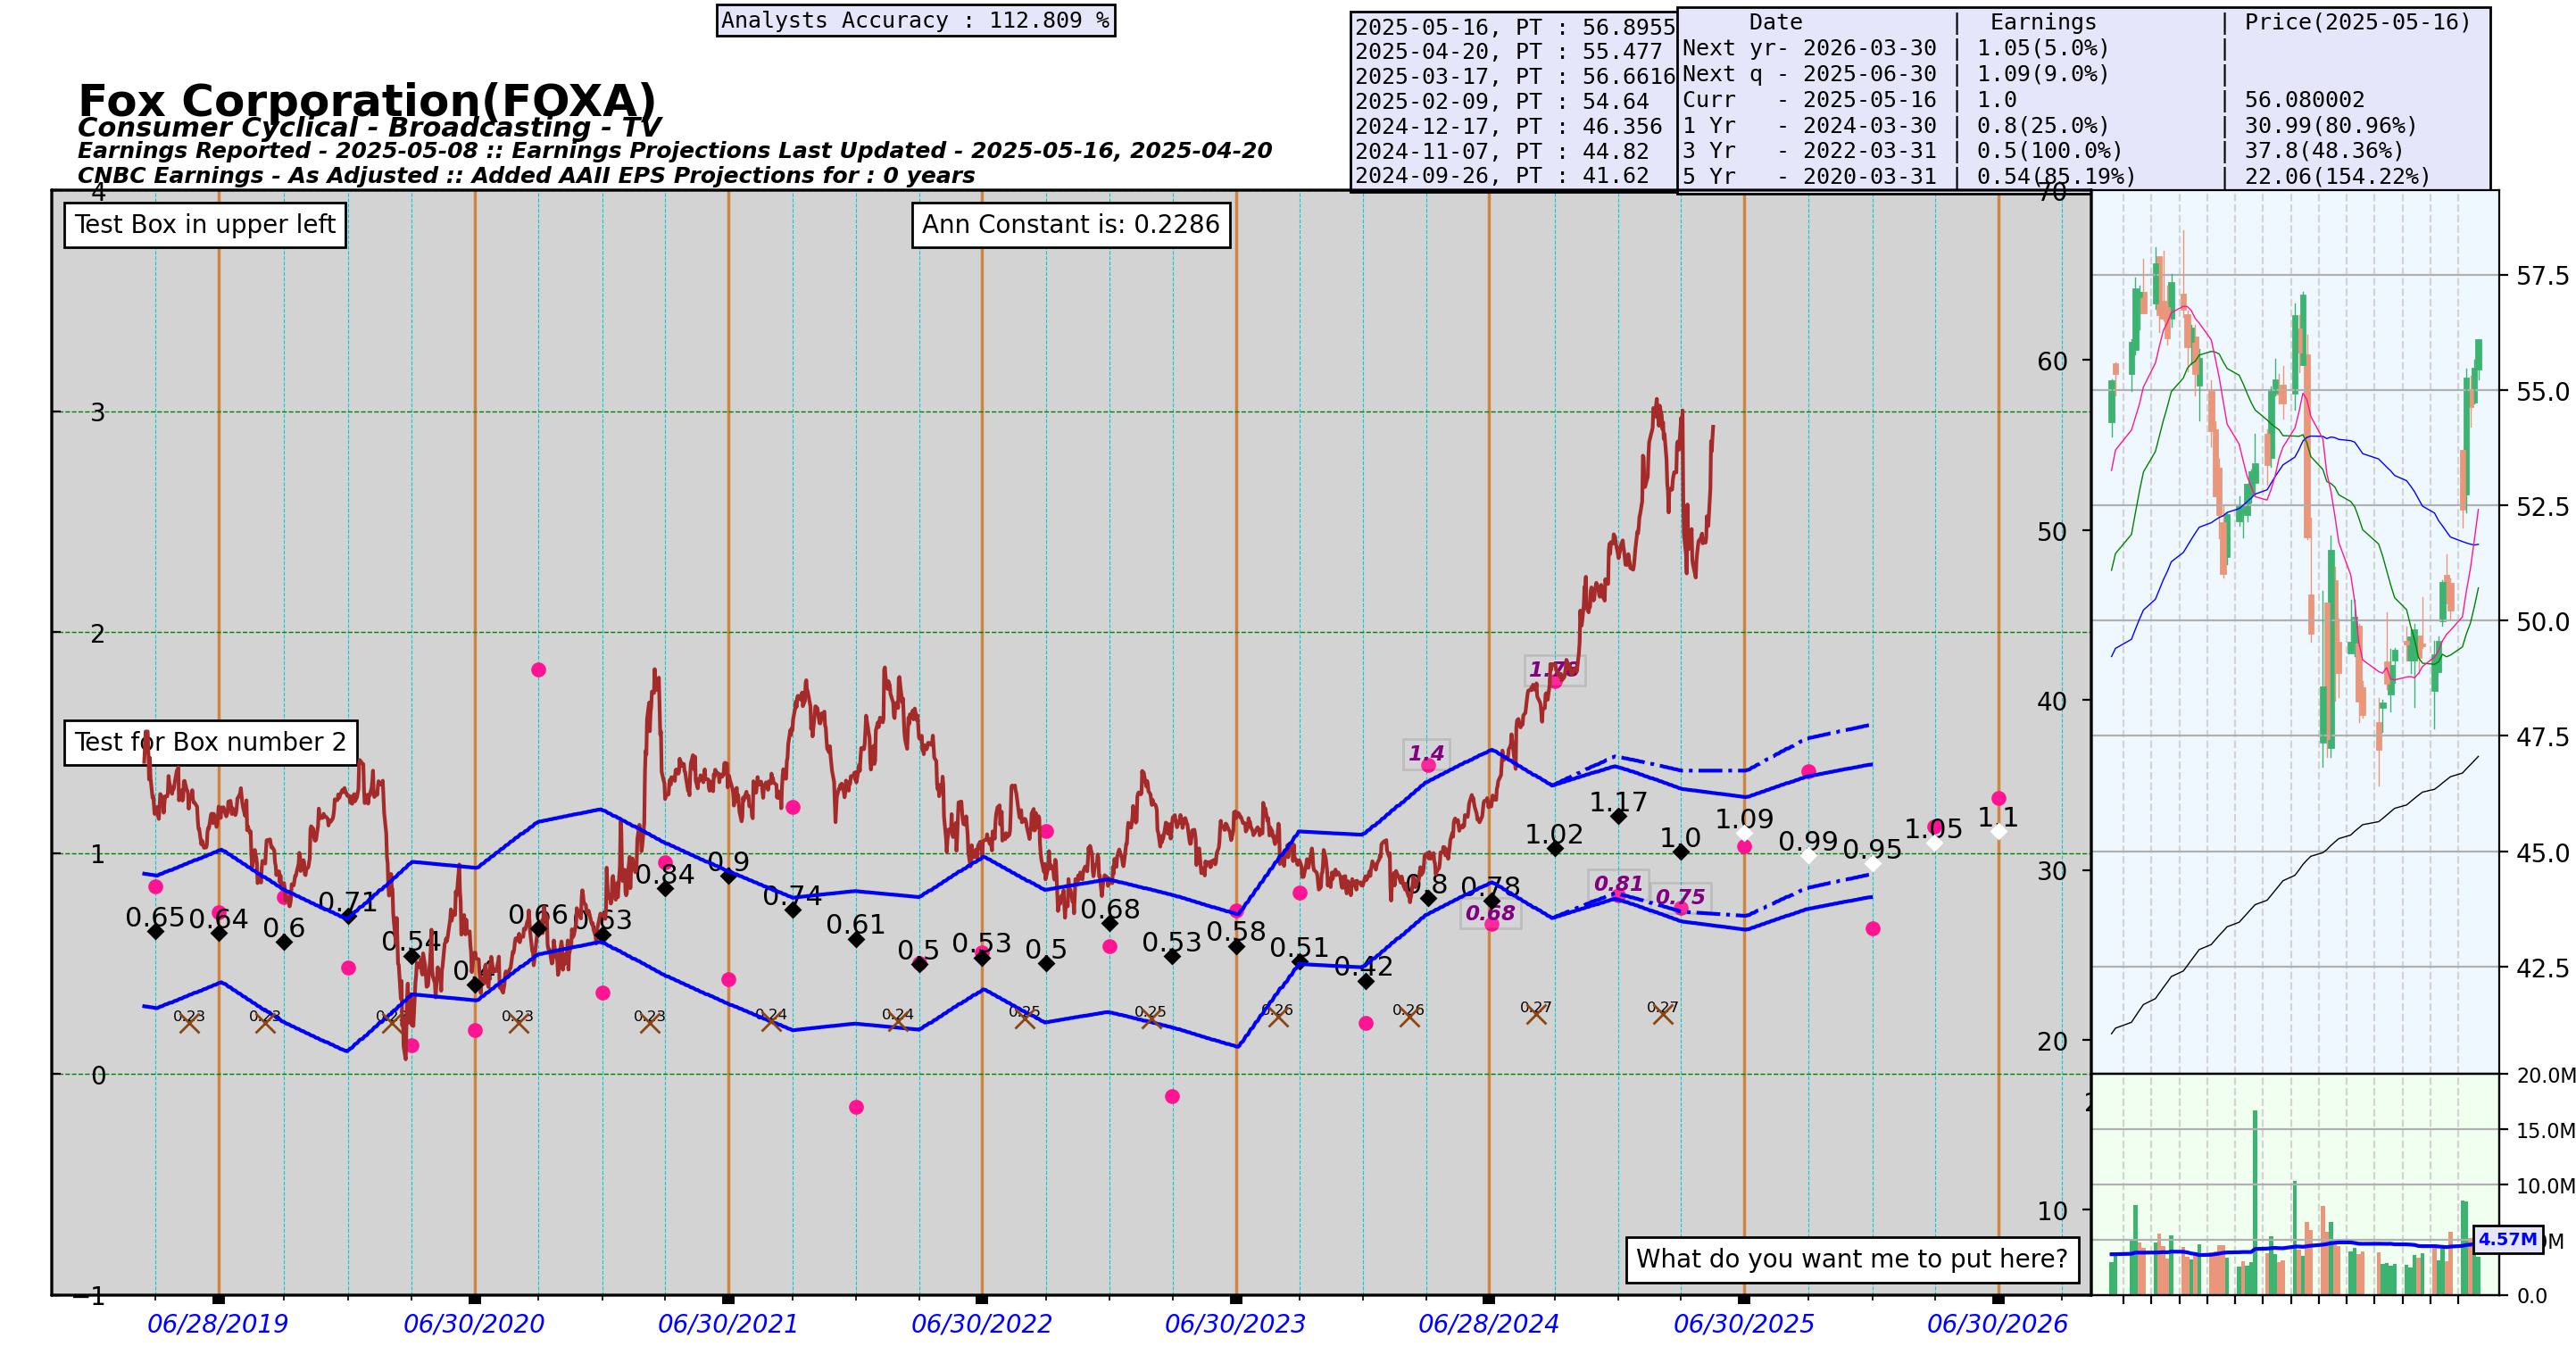 Analysts Accuracy : 112.809 %
2025-05-16, PT : 56.8955
2025-04-20, PT : 55.477
2025-03-17, PT : 56.6616
2025-02-09, PT : 54.64
2024-12-17, PT : 46.356
2024-11-07, PT : 44.82
2024-09-26, PT : 41.62
Date | Earnings | Price(2025-05-16)
Next yr- 2026-03-30 | 1.05(5.0%) |
Next q - 2025-06-30 | 1.09(9.0%) |
Curr - 2025-05-16 | 1.0 | 56.080002
1 Yr - 2024-03-30 | 0.8(25.0%) | 30.99(80.96%)
3 Yr - 2022-03-31 | 0.5(100.0%) | 37.8(48.36%)
5 Yr - 2020-03-31 | 0.54(85.19%) | 22.06(154.22%)
Fox Corporation(FOXA)
Consumer Cyclical - Broadcasting - TV
Earnings Reported - 2025-05-08 :: Earnings Projections Last Updated - 2025-05-16, 2025-04-20
CNBC Earnings - As Adjusted :: Added AAII EPS Projections for : 0 years
Test Box in upper left
Ann Constant is: 0.2286
Test for Box number 2
What do you want me to put here?
4
3
2
1
0
−1
70
60
50
40
30
20
10
0.65
0.64
0.6
0.71
0.54
0.4
0.66
0.63
0.84
0.9
0.74
0.61
0.5
0.53
0.5
0.68
0.53
0.58
0.51
0.42
0.8
0.78
1.02
1.17
1.0
1.09
0.99
0.95
1.05
1.1
1.4
0.68
1.78
0.81
0.75
0.23
0.23
0.23
0.23
0.24
0.24
0.25
0.25
0.26
0.26
0.27
0.27
57.5
55.0
52.5
50.0
47.5
45.0
42.5
20.0M
15.0M
10.0M
4.57M
0.0
06/28/2019
06/30/2020
06/30/2021
06/30/2022
06/30/2023
06/28/2024
06/30/2025
06/30/2026